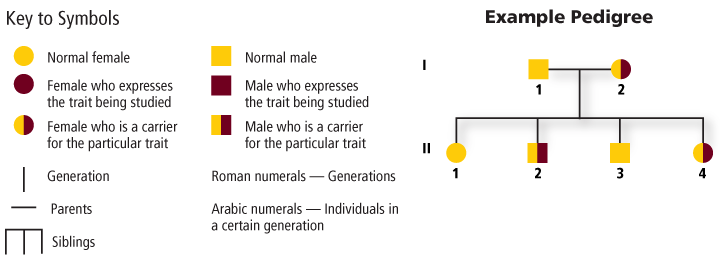 Key to Symbols
Normal female
Normal male
Female who expresses
the trait being studied
Male who expresses
the trait being studied
Female who is a carrier
for the particular trait
Male who is a carrier
for the particular trait
Generation
Roman numerals — Generations
Parents
Arabic numerals — Individuals in
a certain generation
Siblings
Example Pedigree
I
1 2
II
1 2 3 4